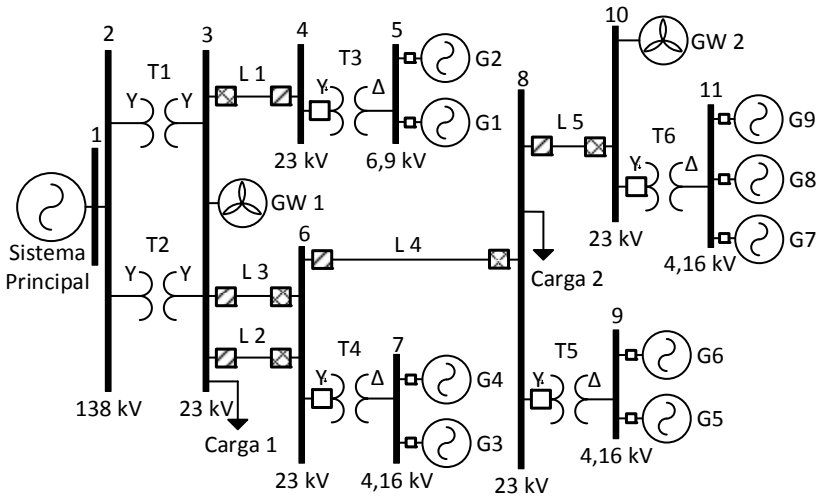 10
GW 2
2
3
4
5
T1
T3
G2
8
11
Y
Y
L 1
Y
Δ
1
G1
L 5
T6
G9
23 kV
6,9 kV
Y
Δ
G8
GW 1
Sistema
Principal
T2
6
L 4
23 kV
G7
Y
Y
Carga 2
4,16 kV
L 3
9
L 2
T4
7
T5
G6
Y
Δ
G4
Y
Δ
138 kV
23 kV
G5
Carga 1
G3
4,16 kV
23 kV
4,16 kV
23 kV